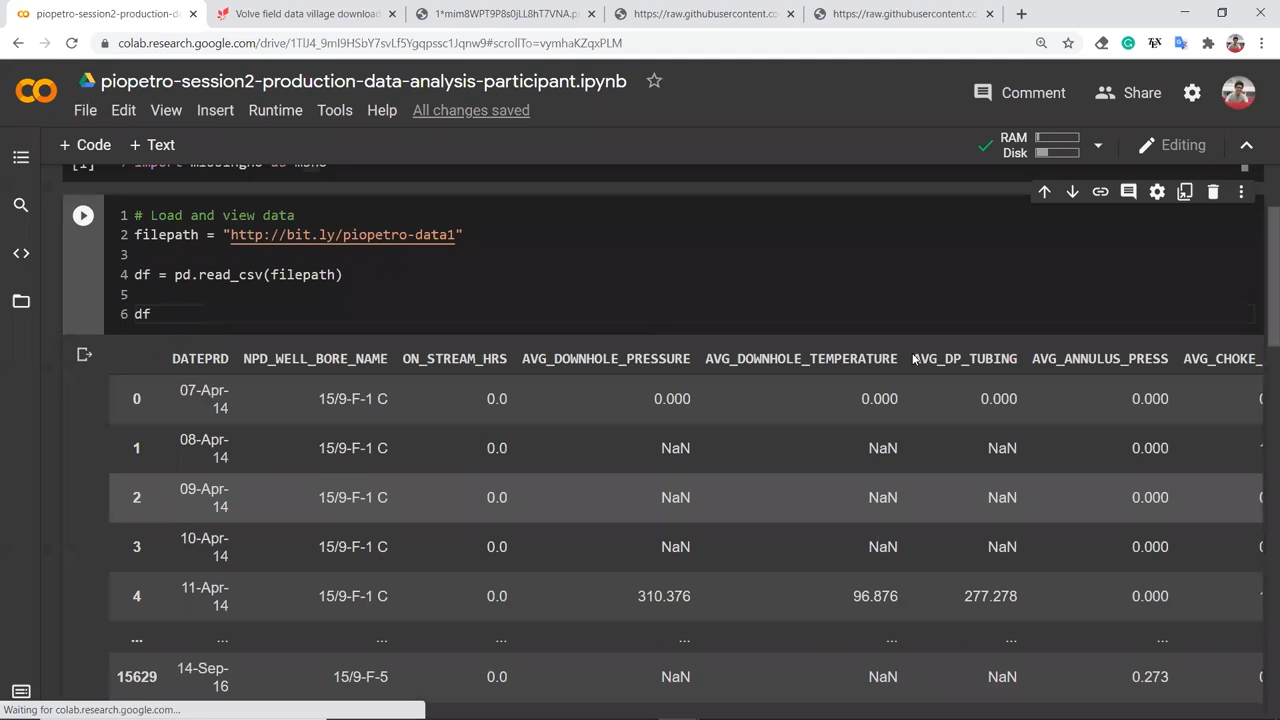 piopetro-session2-production-d
Volve field data village download
1*mim8WPT9P8s0jLL8hT7VNA.p
https://raw.githubusercontent.co
https://raw.githubusercontent.co
colab.research.google.com/drive/1TlJ4_9mI9HSbY7svLf5Ygqpssc1Jqnw9#scrollTo=vymhaKZqxPLM
piopetro-session2-production-data-analysis-participant.ipynb
File Edit View Insert Runtime Tools Help All changes saved
Comment Share
+ Code + Text
RAM
Disk
Editing
[1] import missingno as msno
1 # Load and view data
2 filepath = "http://bit.ly/piopetro-data1"
3
4 df = pd.read_csv(filepath)
5
6 df
DATEPRD NPD_WELL_BORE_NAME ON_STREAM_HRS AVG_DOWNHOLE_PRESSURE AVG_DOWNHOLE_TEMPERATURE AVG_DP_TUBING AVG_ANNULUS_PRESS AVG_CHOKE_
0 07-Apr-14 15/9-F-1 C 0.0 0.000 0.000 0.000 0.000
1 08-Apr-14 15/9-F-1 C 0.0 NaN NaN NaN 0.000
2 09-Apr-14 15/9-F-1 C 0.0 NaN NaN NaN 0.000
3 10-Apr-14 15/9-F-1 C 0.0 NaN NaN NaN 0.000
4 11-Apr-14 15/9-F-1 C 0.0 310.376 96.876 277.278 0.000
... ... ... ... ... ... ... ...
15629 14-Sep-16 15/9-F-5 0.0 NaN NaN NaN 0.273
Waiting for colab.research.google.com...